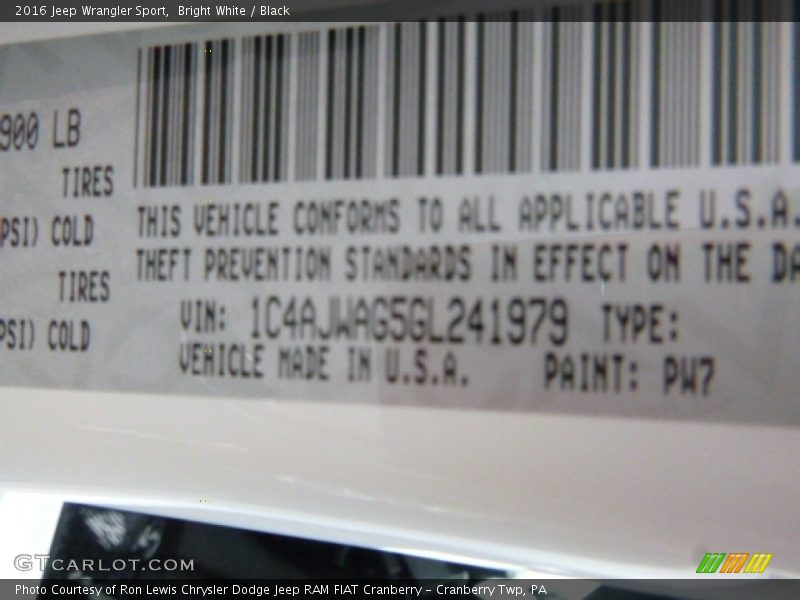 2016 Jeep Wrangler Sport,  Bright White / Black
900 LB
TIRES
PSI) COLD
TIRES
PSI) COLD
THIS VEHICLE CONFORMS TO ALL APPLICABLE U.S.A.
THEFT PREVENTION STANDARDS IN EFFECT ON THE DA
VIN: 1C4AJWAG5GL241979 TYPE:
VEHICLE MADE IN U.S.A. PAINT: PW7
GTCARLOT.COM
Photo Courtesy of Ron Lewis Chrysler Dodge Jeep RAM FIAT Cranberry - Cranberry Twp, PA